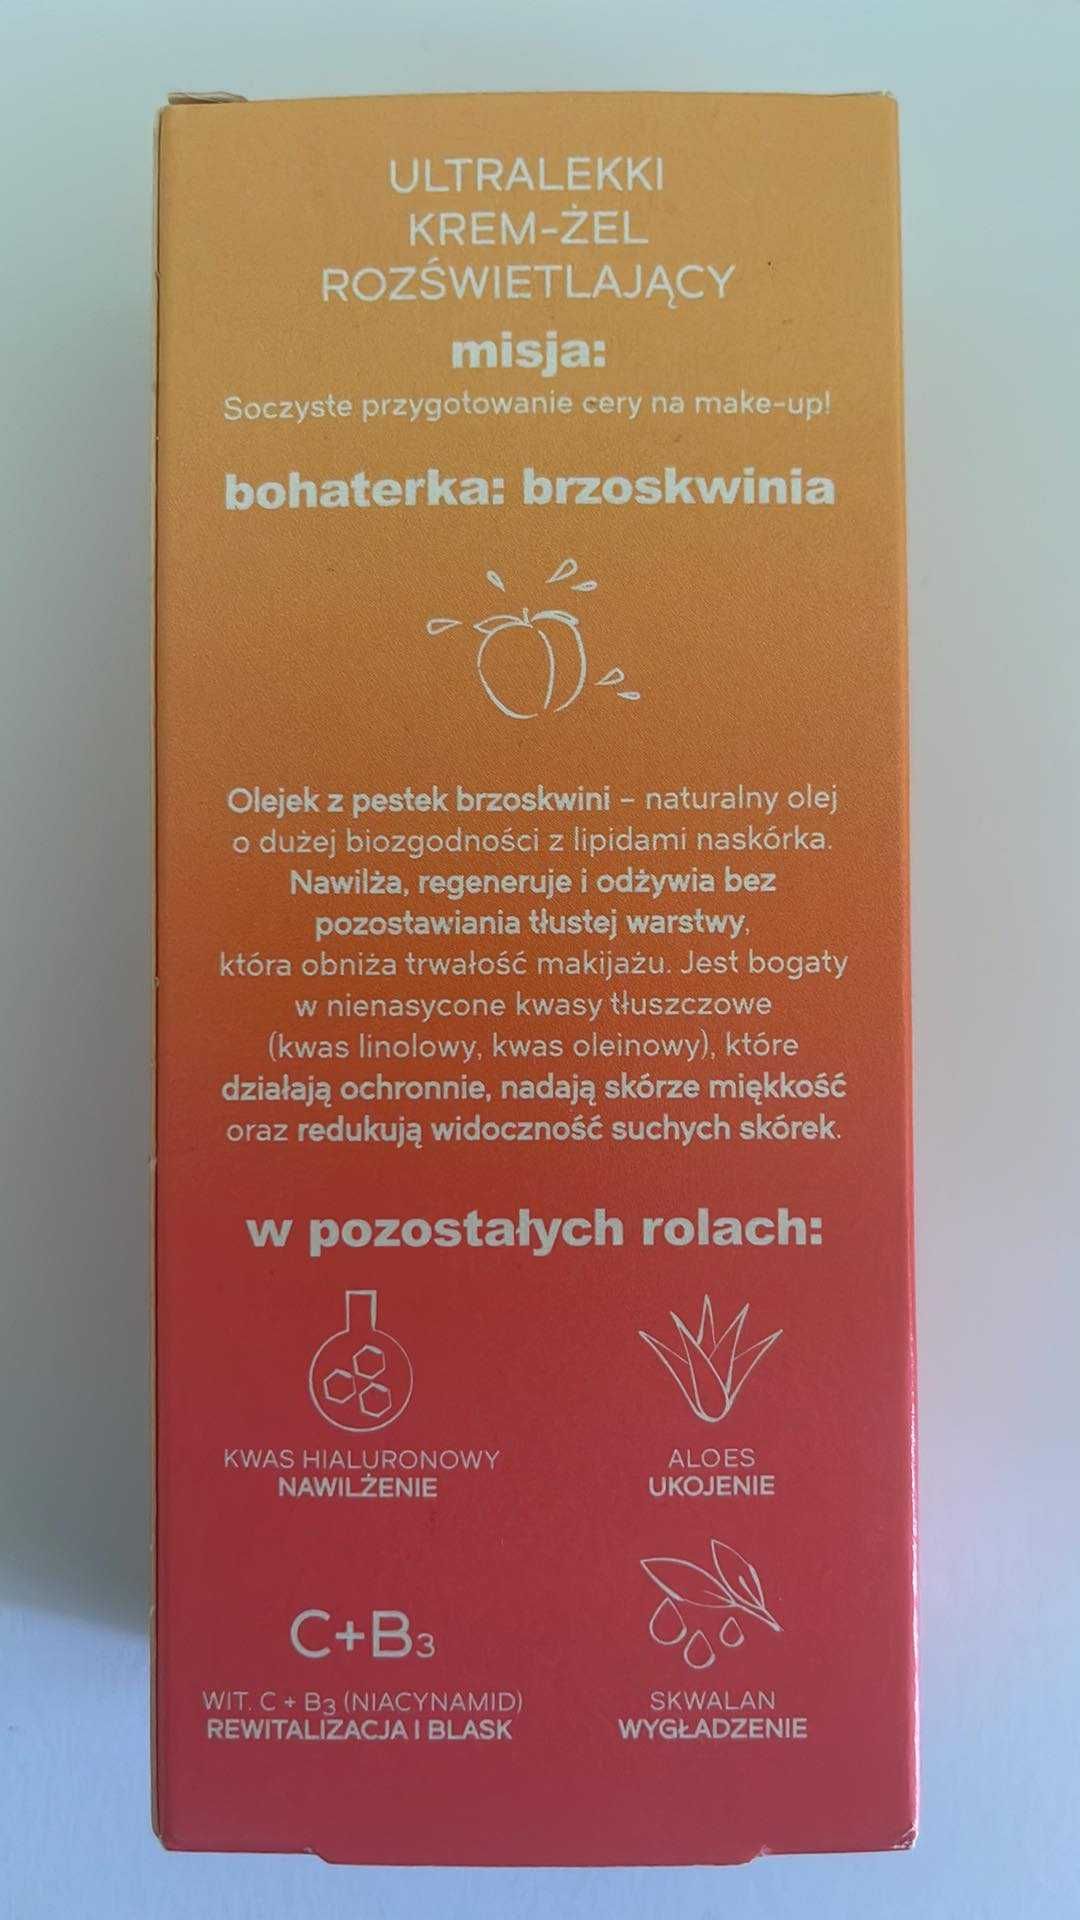 ULTRALEKKI
KREM-ŻEL
ROZŚWIETLAJĄCY
misja:
Soczyste przygotowanie cery na make-up!
bohaterka: brzoskwinia
Olejek z pestek brzoskwini – naturalny olej
o dużej biozgodności z lipidami naskórka.
Nawilża, regeneruje i odżywia bez
pozostawiania tłustej warstwy,
która obniża trwałość makijażu. Jest bogaty
w nienasycone kwasy tłuszczowe
(kwas linolowy, kwas oleinowy), które
działają ochronnie, nadają skórze miękkość
oraz redukują widoczność suchych skórek.
w pozostałych rolach:
KWAS HIALURONOWY
NAWILŻENIE
ALOES
UKOJENIE
C+B3
WIT. C + B3 (NIACYNAMID)
REWITALIZACJA I BLASK
SKWALAN
WYGŁADZENIE